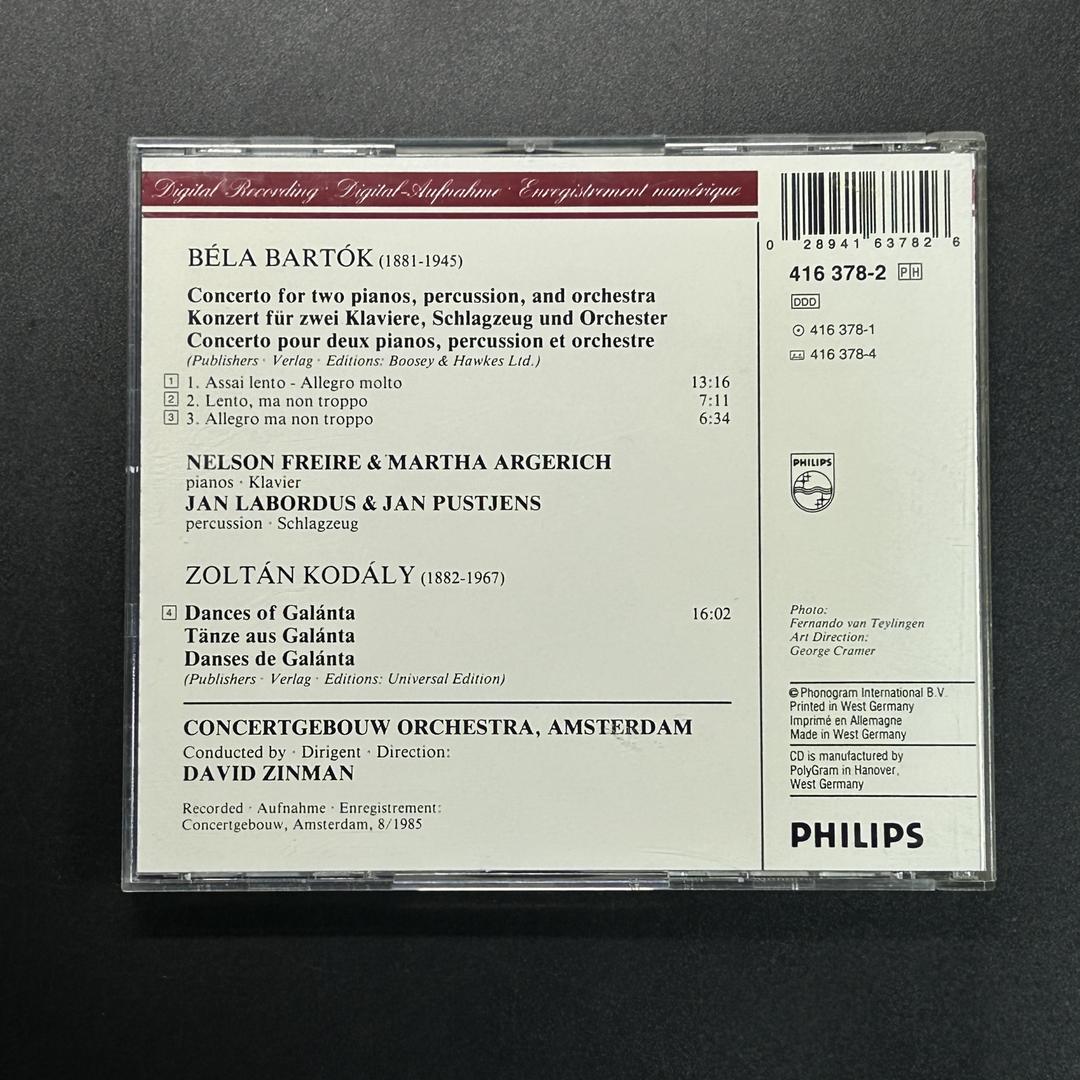 Digital Recording · Digital-Aufnahme · Enregistrement numérique
BÉLA BARTÓK (1881-1945)
Concerto for two pianos, percussion, and orchestra
Konzert für zwei Klaviere, Schlagzeug und Orchester
Concerto pour deux pianos, percussion et orchestre
(Publishers · Verlag · Editions: Boosey & Hawkes Ltd.)
1 1. Assai lento - Allegro molto 13:16
2 2. Lento, ma non troppo 7:11
3 3. Allegro ma non troppo 6:34
NELSON FREIRE & MARTHA ARGERICH
pianos · Klavier
JAN LABORDUS & JAN PUSTJENS
percussion · Schlagzeug
ZOLTÁN KODÁLY (1882-1967)
4 Dances of Galánta 16:02
Tänze aus Galánta
Danses de Galánta
(Publishers · Verlag · Editions: Universal Edition)
CONCERTGEBOUW ORCHESTRA, AMSTERDAM
Conducted by · Dirigent · Direction:
DAVID ZINMAN
Recorded · Aufnahme · Enregistrement:
Concertgebouw, Amsterdam, 8/1985
0 28941 63782 6
416 378-2 PH
DDD
416 378-1
416 378-4
PHILIPS
Photo:
Fernando van Teylingen
Art Direction:
George Cramer
© Phonogram International B.V.
Printed in West Germany
Imprimé en Allemagne
Made in West Germany
CD is manufactured by
PolyGram in Hanover,
West Germany
PHILIPS